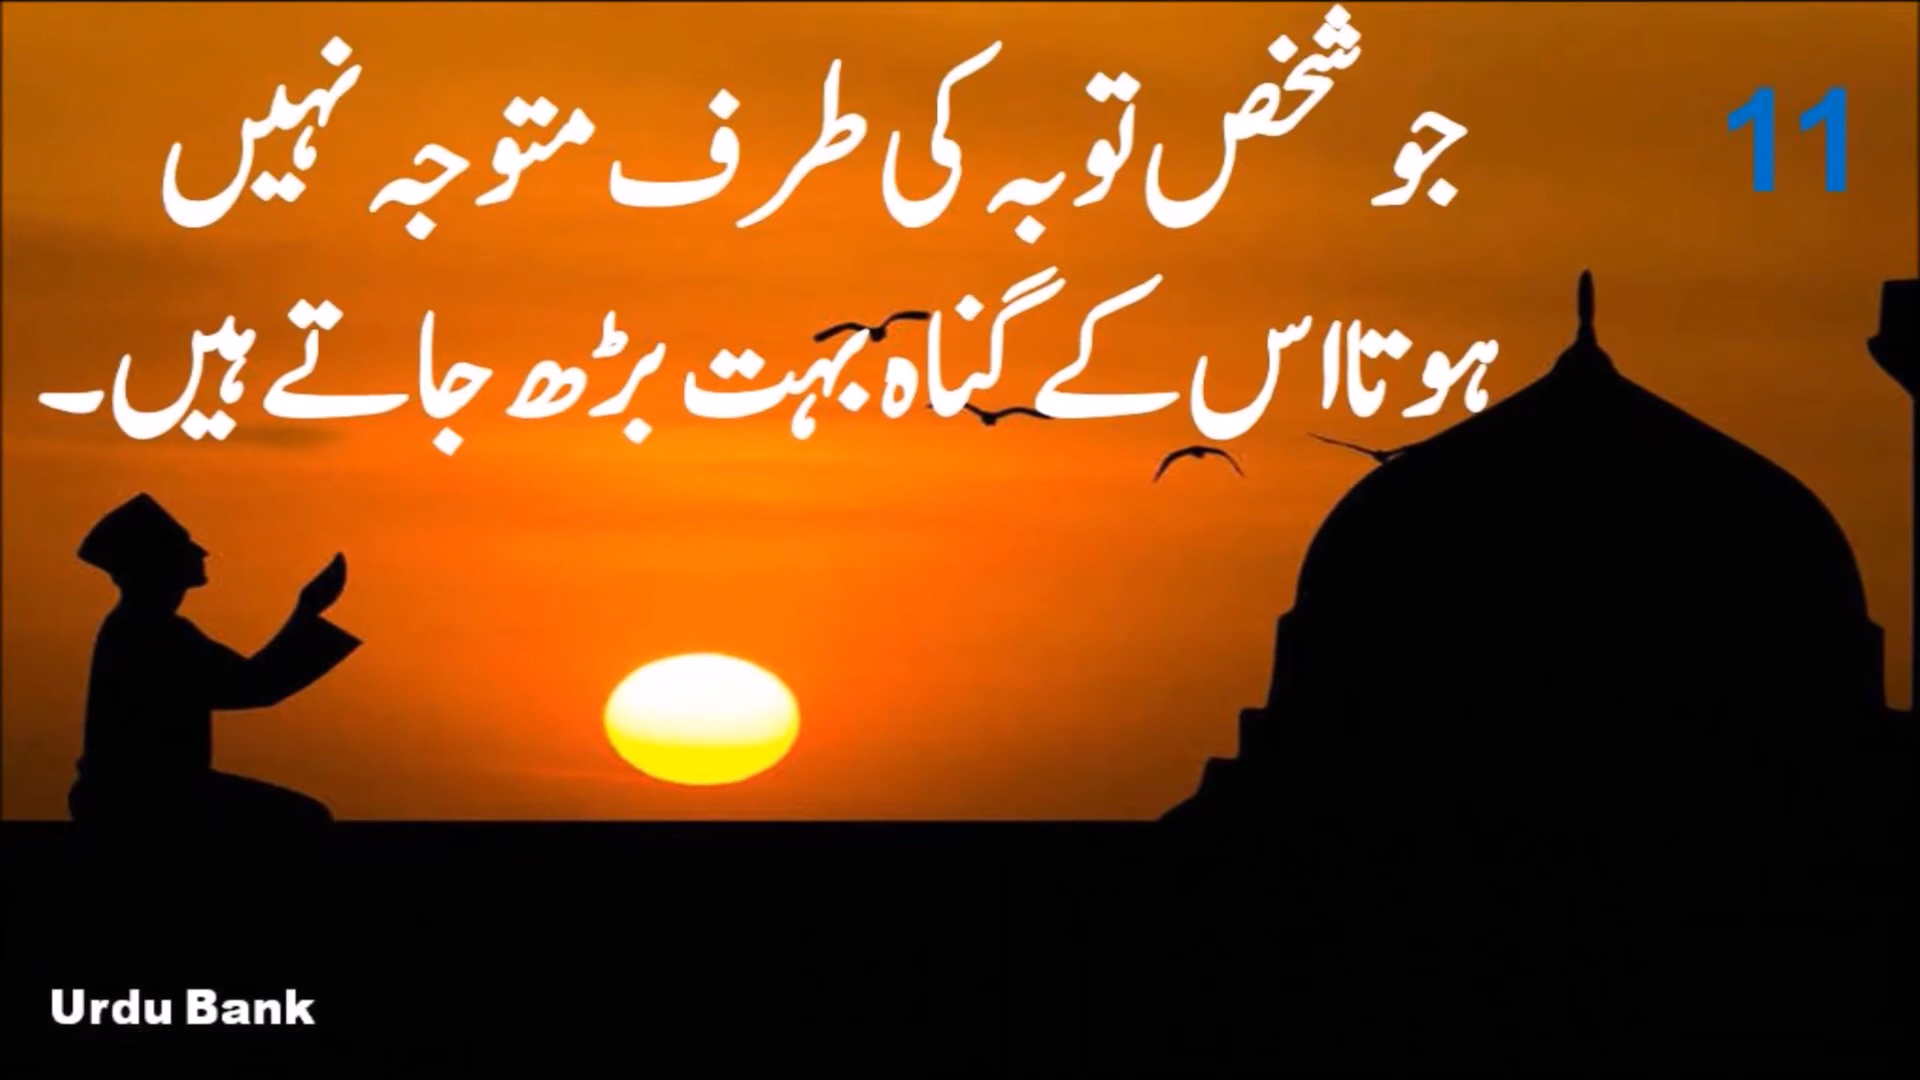 11
جو شخص توبہ کی طرف متوجہ نہیں
ہوتا اس کے گناہ بہت بڑھ جاتے ہیں۔
Urdu Bank